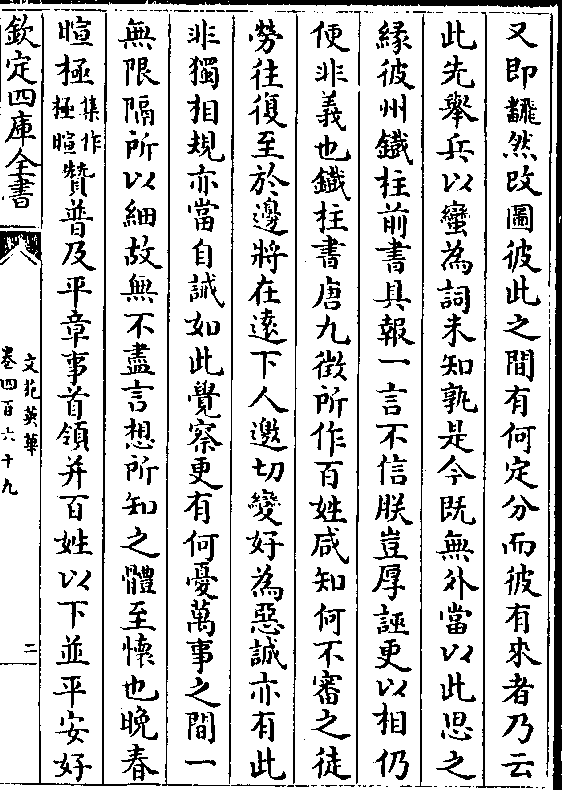 又即飜然改圖彼此之間有何定分而彼有來者乃云
此先舉兵以蠻為詞未知孰是今既無外當以此思之
緣彼州鐵柱前書具報一言不信朕豈厚誣更以相仍
便非義也鐵柱書唐九徵所作百姓咸知何不審之徒
勞往復至於邊將在遠下人邀切變好為惡誠亦有此
非獨相規亦當自誡如此覺察更有何憂萬事之間一
無限隔所以細故無不盡言想所知之體至懷也晚春
暄極集作極暄贊普及平章事首領并百姓以下並平安好
欽定四庫全書
文苑英華
卷四百六十九
二